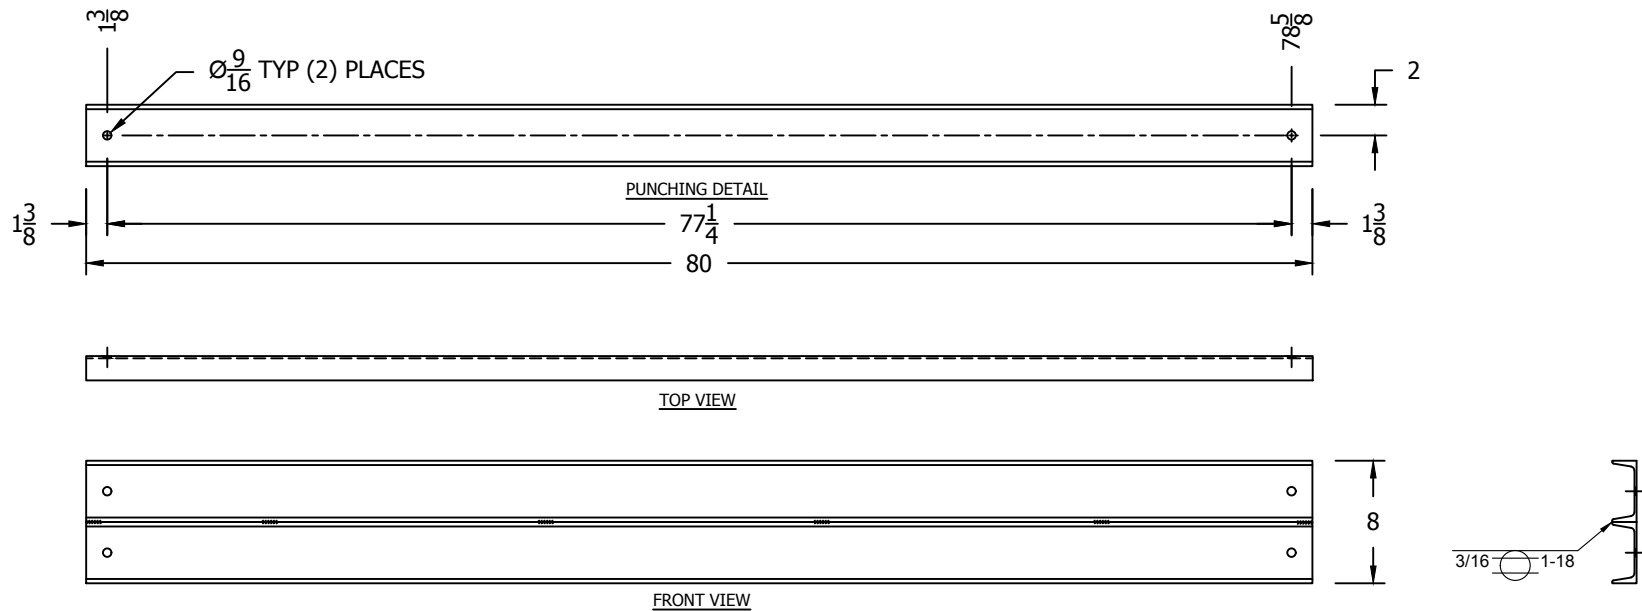 1 3/8
78 5/8
Ø 9/16 TYP (2) PLACES
2
PUNCHING DETAIL
1 3/8
77 1/4
1 3/8
80
TOP VIEW
8
3/16 1-18
FRONT VIEW